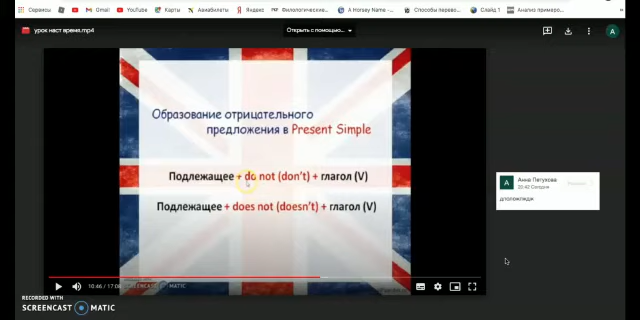 Сервисы
Gmail
YouTube
Карты
Авиабилеты
Яндекс
Филологические...
A Horsey Name -...
Способы перево...
Слайд 1
Анализ примеро...
урок наст время.mp4
Открыть с помощью...
A
Образование отрицательного
предложения в Present Simple
Подлежащее + do not (don't) + глагол (V)
Подлежащее + does not (doesn't) + глагол (V)
A
Анна Петухова
20:42 Сегодня
10:46 / 17:08
RECORDED WITH
SCREENCAST MATIC